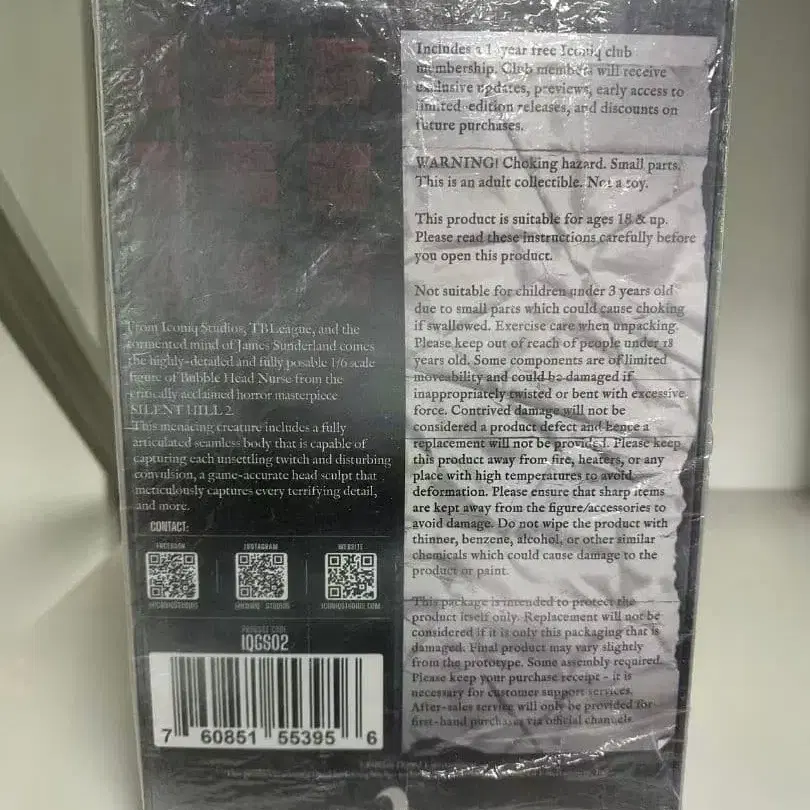 From Iconiq Studios, TBLeague, and the
tormented mind of James Sunderland comes
the highly-detailed and fully posable 1/6 scale
figure of Bubble Head Nurse from the
critically acclaimed horror masterpiece
SILENT HILL 2.
This menacing creature includes a fully
articulated seamless body that is capable of
capturing each unsettling twitch and disturbing
convulsion, a game-accurate head sculpt that
meticulously captures every terrifying detail,
and more.
CONTACT:
FACEBOOK INSTAGRAM WEBSITE
ICONIQSTUDIOS.COM
PRODUCT CODE
IQGS02
7 60851 55395 6
Includes a 1 year free Iconiq club
membership. Club members will receive
exclusive updates, previews, early access to
limited-edition releases, and discounts on
future purchases.
WARNING! Choking hazard. Small parts.
This is an adult collectible. Not a toy.
This product is suitable for ages 18 & up.
Please read these instructions carefully before
you open this product.
Not suitable for children under 3 years old
due to small parts which could cause choking
if swallowed. Exercise care when unpacking.
Please keep out of reach of people under 18
years old. Some components are of limited
moveability and could be damaged if
inappropriately twisted or bent with excessive
force. Contrived damage will not be
considered a product defect and hence a
replacement will not be provided. Please keep
this product away from fire, heaters, or any
place with high temperatures to avoid
deformation. Please ensure that sharp items
are kept away from the figure/accessories to
avoid damage. Do not wipe the product with
thinner, benzene, alcohol, or other similar
chemicals which could cause damage to the
product or paint.
This package is intended to protect the
product itself only. Replacement will not be
considered if it is only this packaging that is
damaged. Final product may vary slightly
from the prototype. Some assembly required.
Please keep your purchase receipt - it is
necessary for customer support services.
After-sales service will only be provided for
first-hand purchases via official channels.